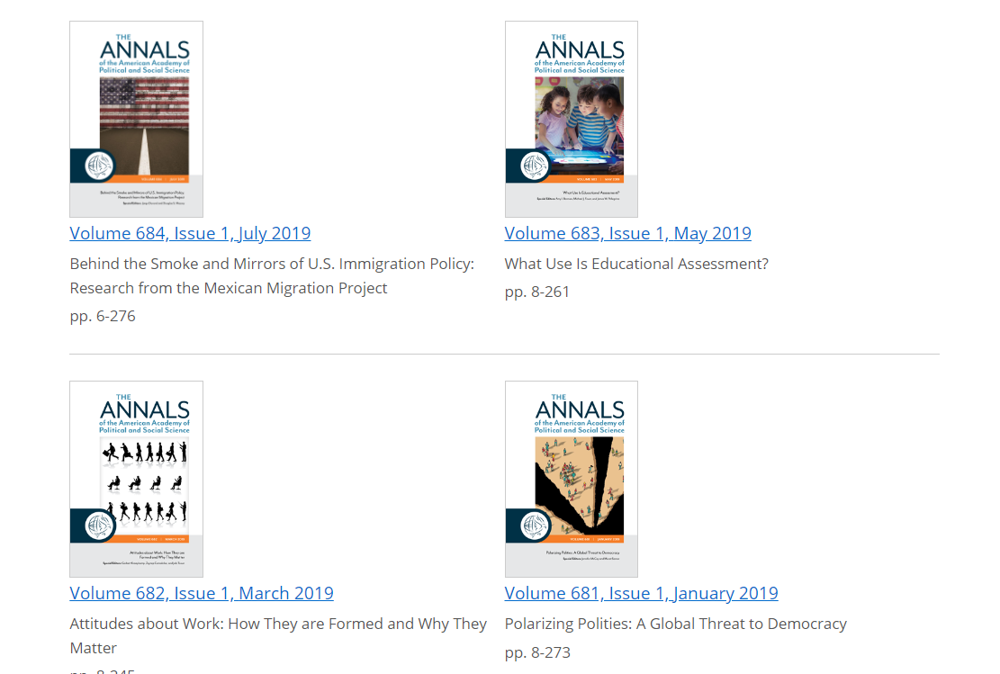 THE
ANNALS
of the American Academy of
Political and Social Science
Behind the Smoke and Mirrors of U.S. Immigration Policy:
Research from the Mexican Migration Project
Volume 684, Issue 1, July 2019
Behind the Smoke and Mirrors of U.S. Immigration Policy:
Research from the Mexican Migration Project
pp. 6-276
THE
ANNALS
of the American Academy of
Political and Social Science
What Use Is Educational Assessment?
Volume 683, Issue 1, May 2019
What Use Is Educational Assessment?
pp. 8-261
THE
ANNALS
of the American Academy of
Political and Social Science
Attitudes about Work: How They are
Formed and Why They Matter
Volume 682, Issue 1, March 2019
Attitudes about Work: How They are Formed and Why They
Matter
pp. 8-245
THE
ANNALS
of the American Academy of
Political and Social Science
Polarizing Polities: A Global Threat to Democracy
Volume 681, Issue 1, January 2019
Polarizing Polities: A Global Threat to Democracy
pp. 8-273